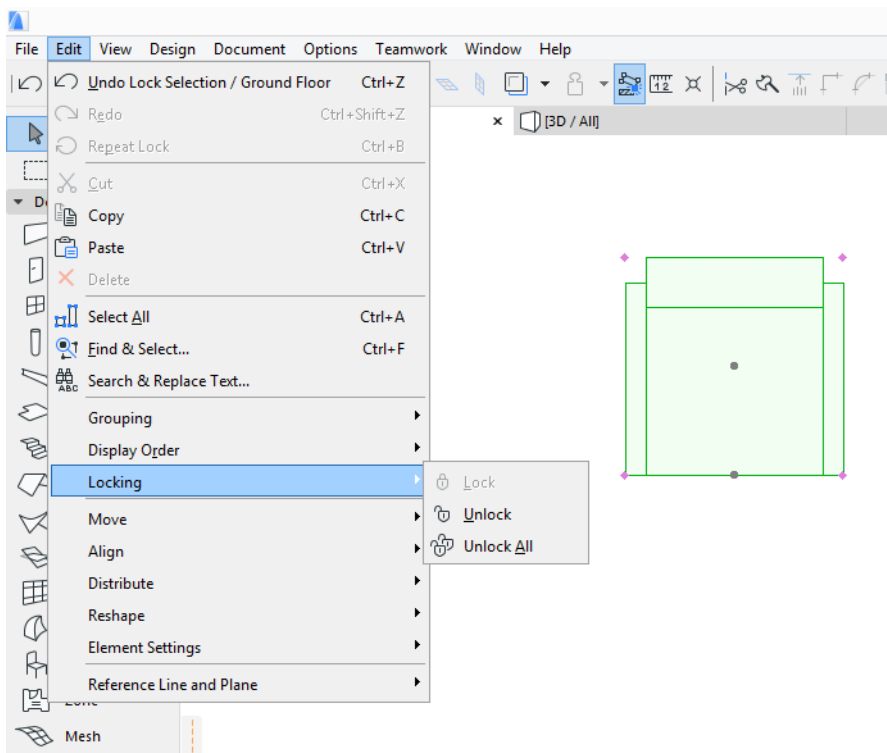 File Edit View Design Document Options Teamwork Window Help
Undo Lock Selection / Ground Floor Ctrl+Z
Redo Ctrl+Shift+Z
[3D / All]
Repeat Lock Ctrl+B
Cut Ctrl+X
Copy Ctrl+C
Paste Ctrl+V
Delete
Select All Ctrl+A
Find & Select... Ctrl+F
Search & Replace Text...
Grouping
Display Order
Locking
Lock
Unlock
Unlock All
Move
Align
Distribute
Reshape
Element Settings
Reference Line and Plane
Mesh